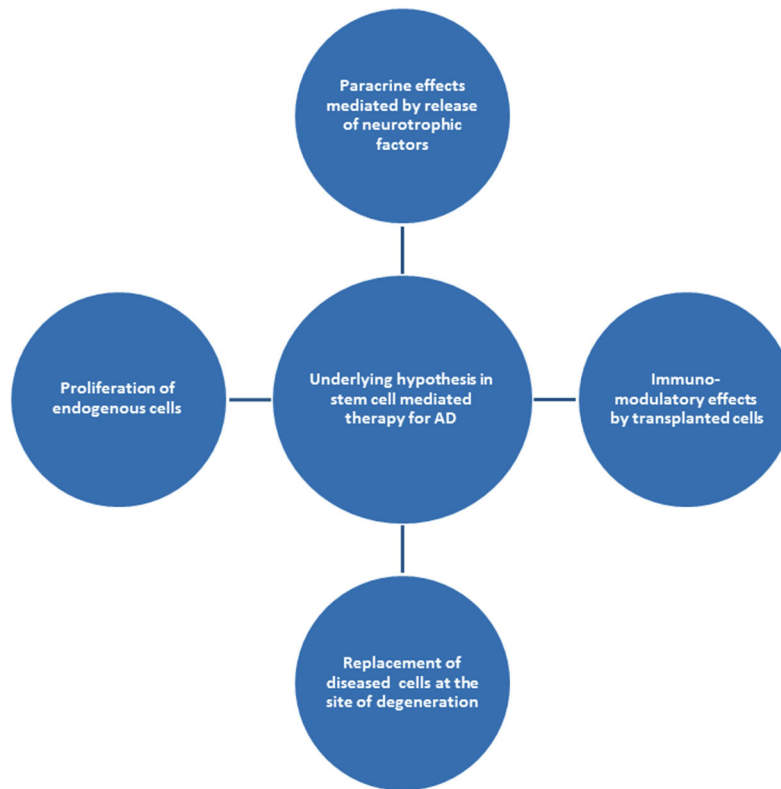 Paracrine effects
mediated by release
of neurotrophic
factors
Proliferation of
endogenous cells
Underlying hypothesis in
stem cell mediated
therapy for AD
Immuno-
modulatory effects
by transplanted cells
Replacement of
diseased cells at the
site of degeneration